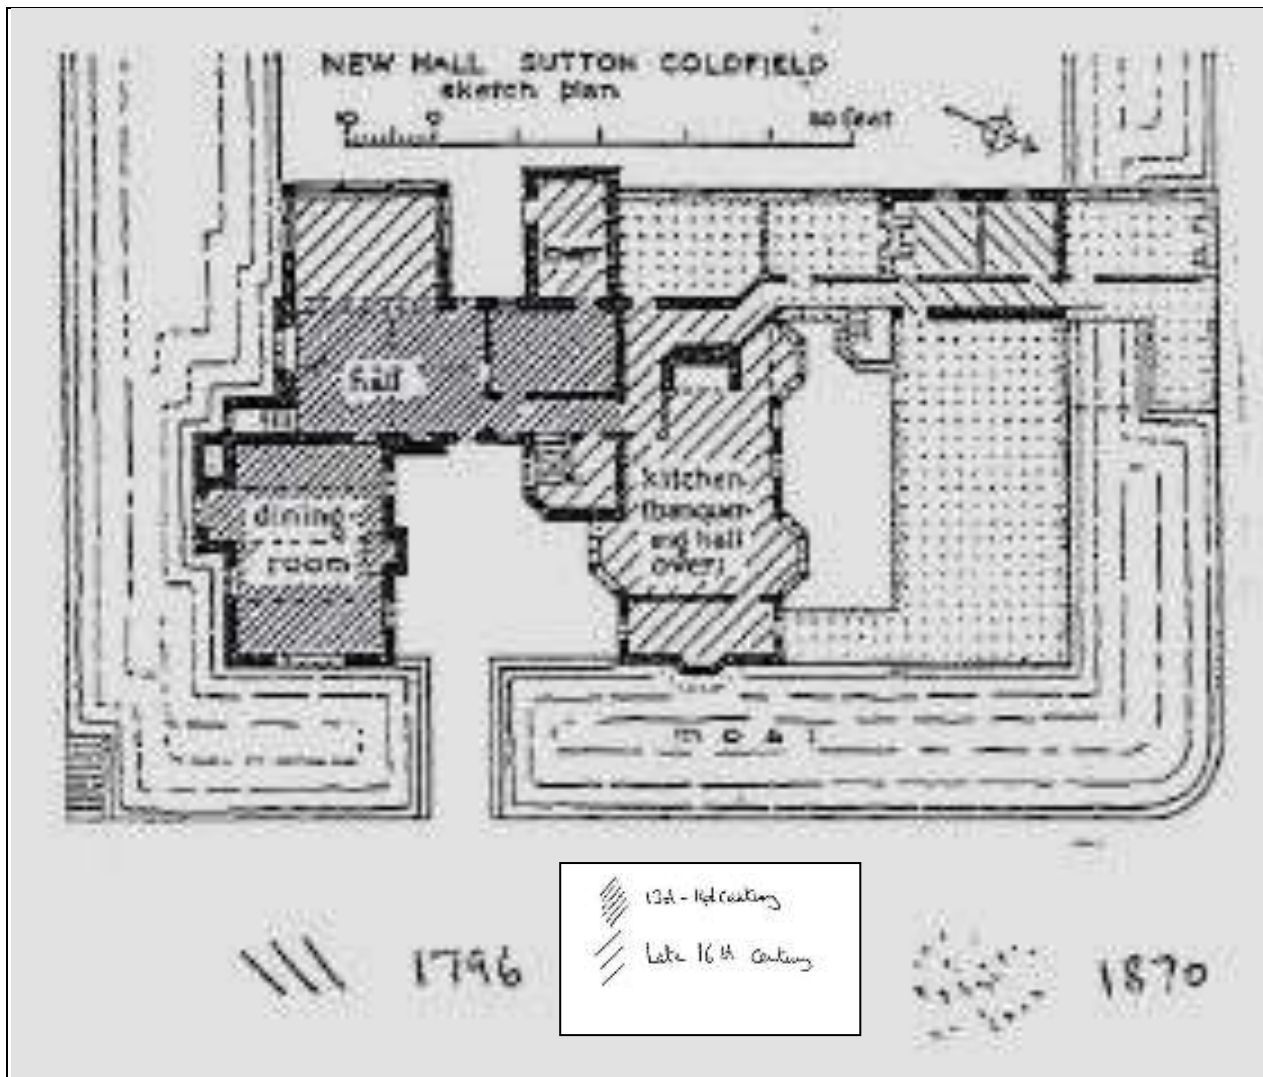 NEW HALL SUTTON COLDFIELD
sketch plan
10 0
feet
hall
dining
room
kitchen
(banquet-
ing hall
over)
moat
13th - 14th Century
Late 16th Century
1796
1870